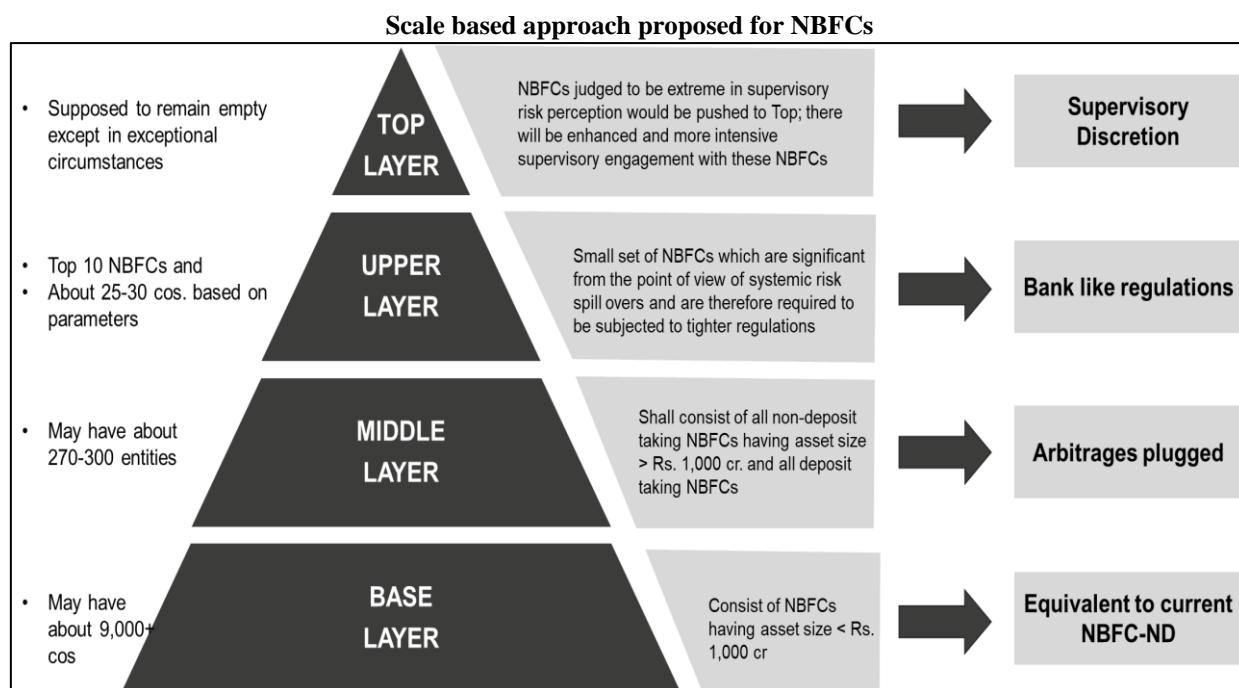 Scale based approach proposed for NBFCs
• Supposed to remain empty
except in exceptional
circumstances
TOP
LAYER
NBFCs judged to be extreme in supervisory
risk perception would be pushed to Top; there
will be enhanced and more intensive
supervisory engagement with these NBFCs
Supervisory
Discretion
• Top 10 NBFCs and
• About 25-30 cos. based on
parameters
UPPER
LAYER
Small set of NBFCs which are significant
from the point of view of systemic risk
spill overs and are therefore required to
be subjected to tighter regulations
Bank like regulations
• May have about
270-300 entities
MIDDLE
LAYER
Shall consist of all non-deposit
taking NBFCs having asset size
> Rs. 1,000 cr. and all deposit
taking NBFCs
Arbitrages plugged
• May have
about 9,000+
cos
BASE
LAYER
Consist of NBFCs
having asset size < Rs.
1,000 cr
Equivalent to current
NBFC-ND